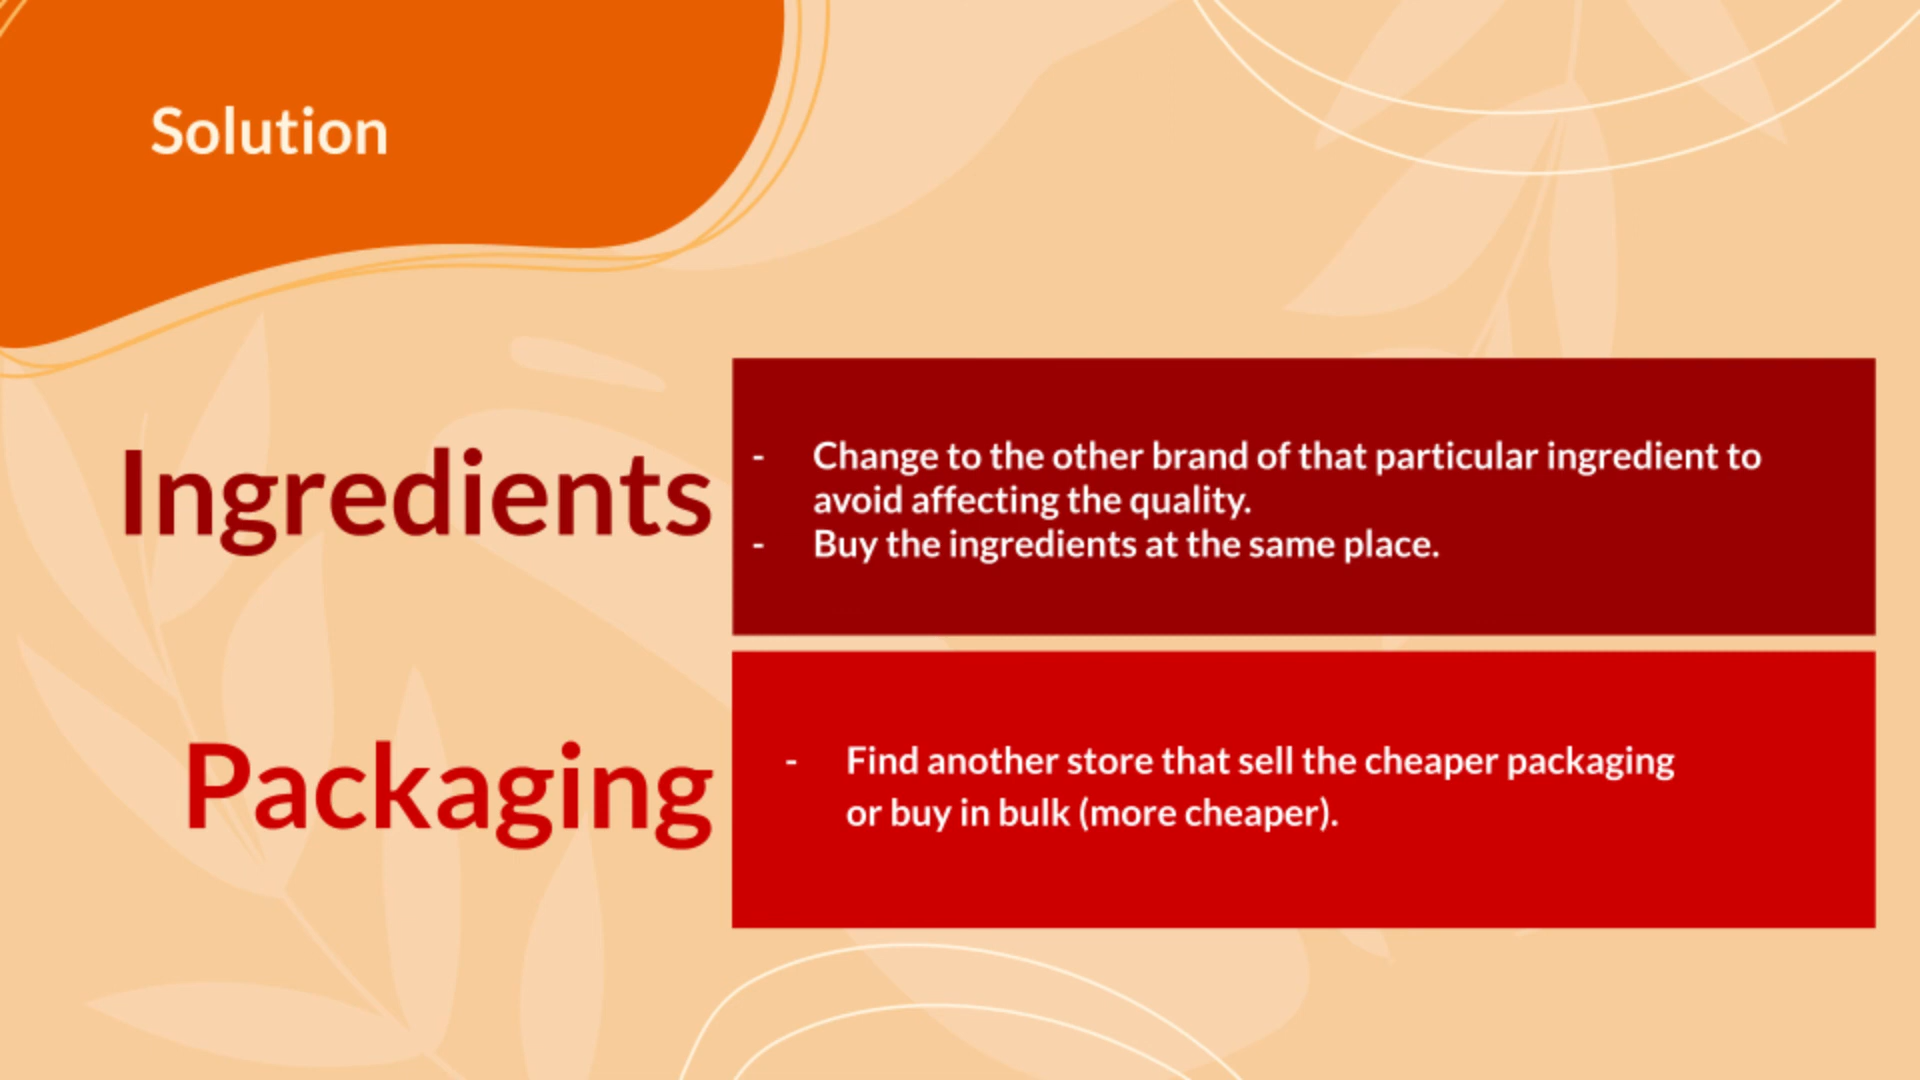 Solution
Ingredients
- Change to the other brand of that particular ingredient to
avoid affecting the quality.
- Buy the ingredients at the same place.
Packaging
- Find another store that sell the cheaper packaging
or buy in bulk (more cheaper).